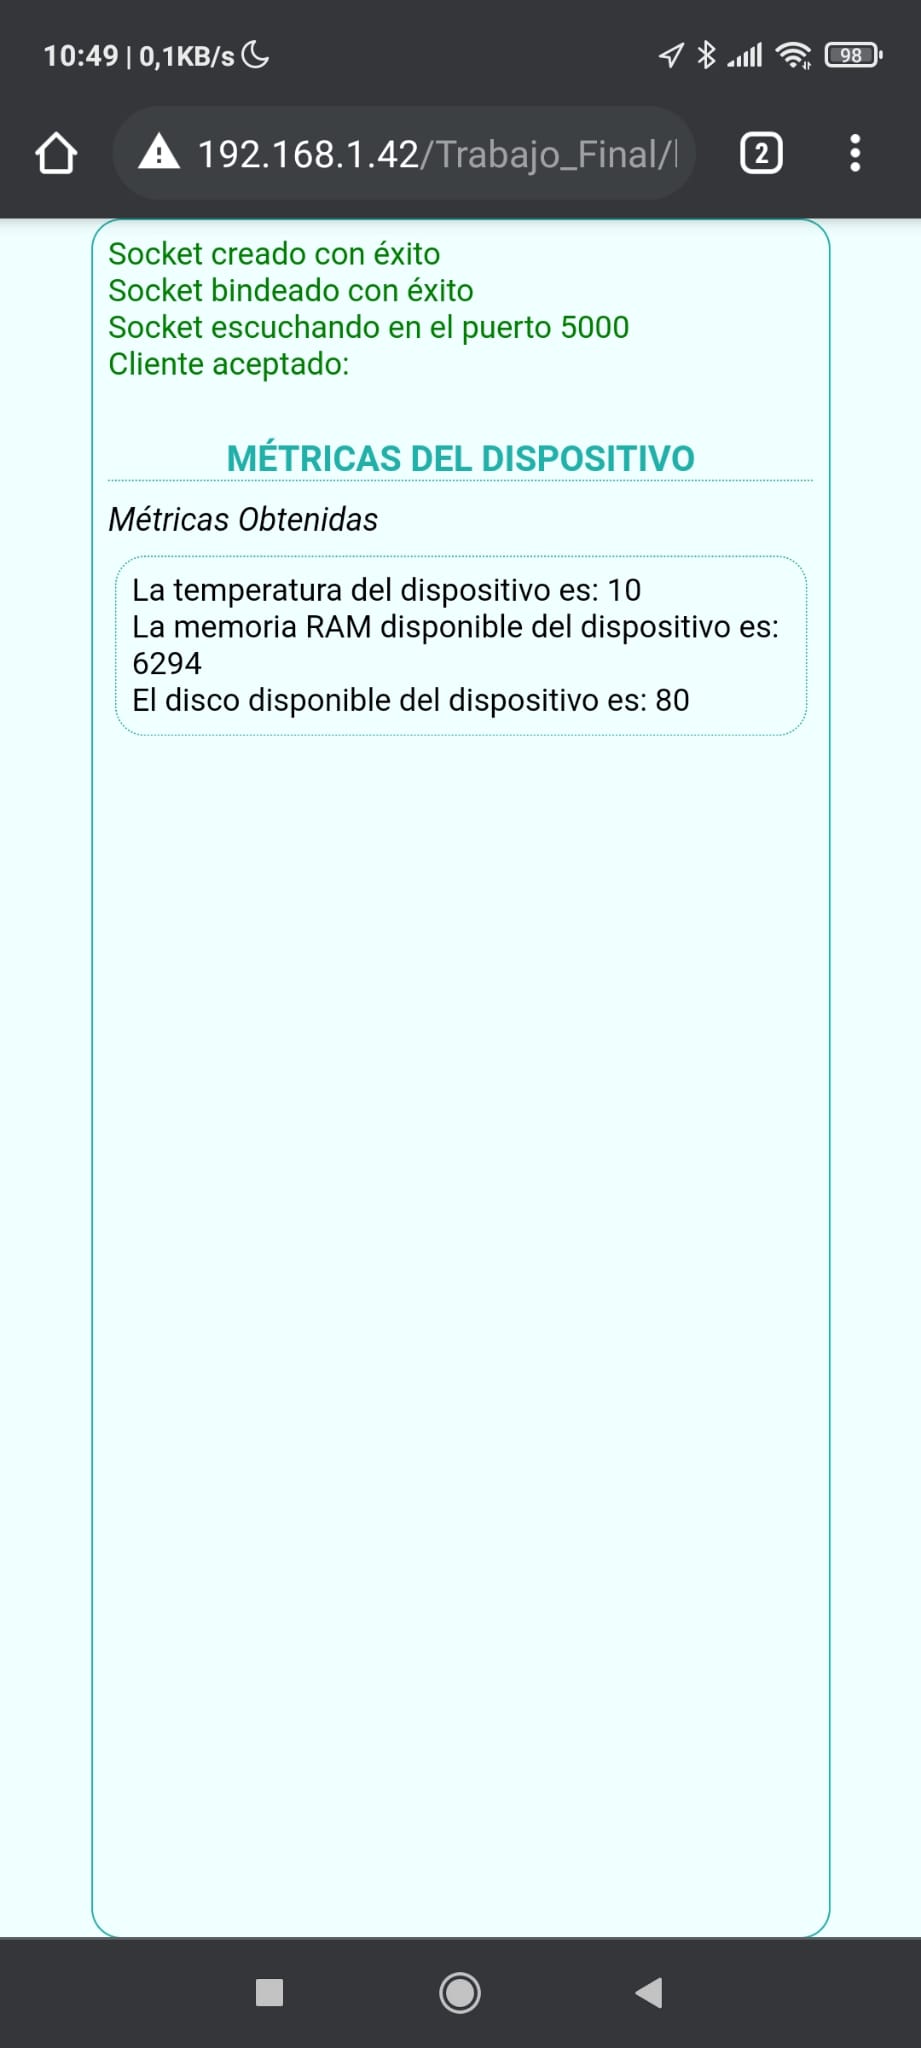 10:49 | 0,1KB/s
98
192.168.1.42/Trabajo_Final/
2
Socket creado con éxito
Socket bindeado con éxito
Socket escuchando en el puerto 5000
Cliente aceptado:
MÉTRICAS DEL DISPOSITIVO
Métricas Obtenidas
La temperatura del dispositivo es: 10
La memoria RAM disponible del dispositivo es:
6294
El disco disponible del dispositivo es: 80